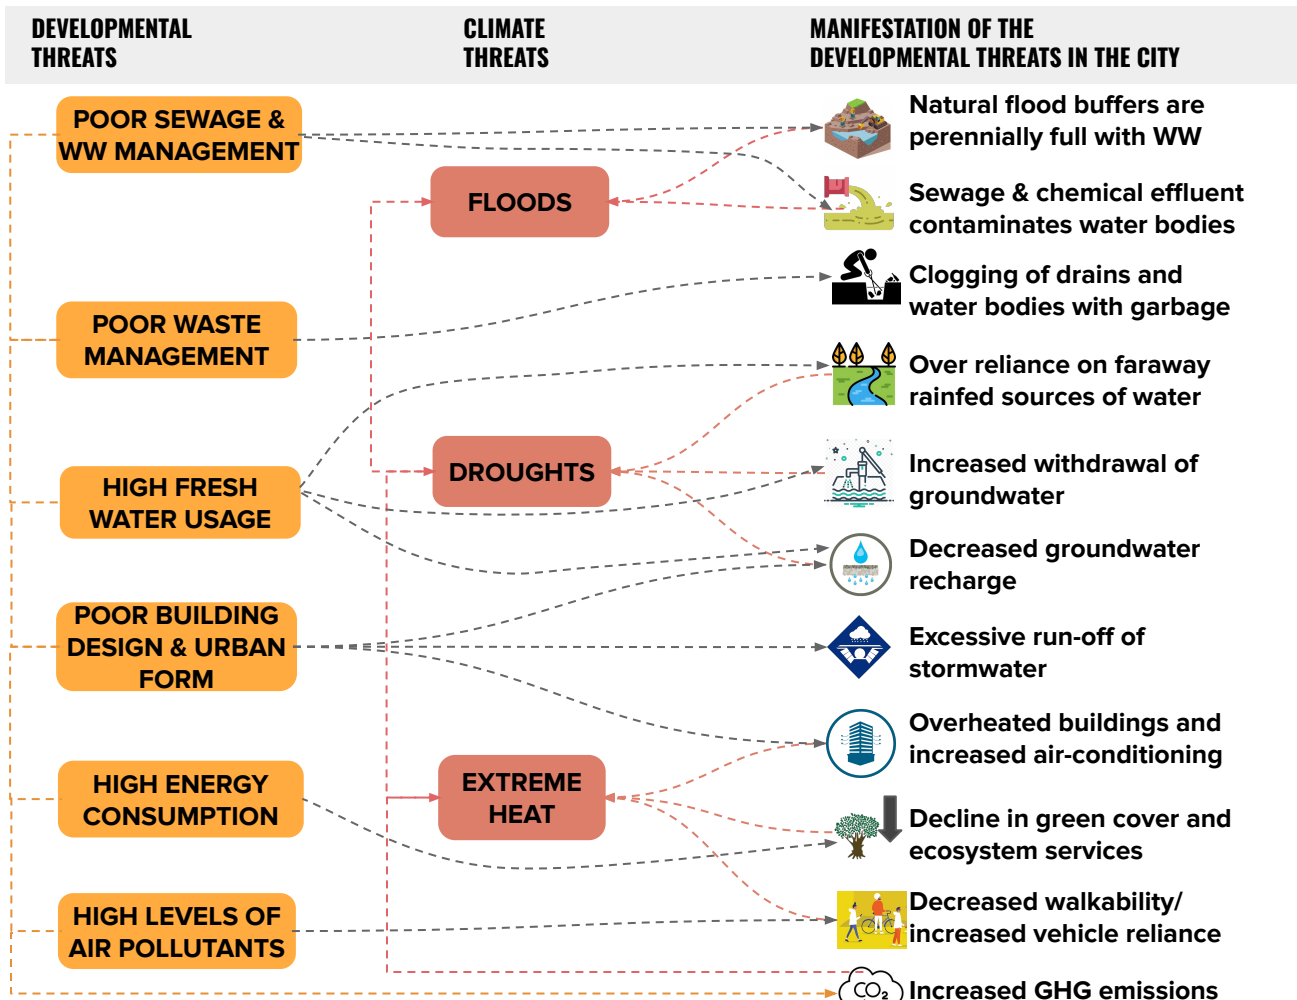 DEVELOPMENTAL
THREATS
CLIMATE
THREATS
MANIFESTATION OF THE
DEVELOPMENTAL THREATS IN THE CITY
POOR SEWAGE &
WW MANAGEMENT
POOR WASTE
MANAGEMENT
HIGH FRESH
WATER USAGE
POOR BUILDING
DESIGN & URBAN
FORM
HIGH ENERGY
CONSUMPTION
HIGH LEVELS OF
AIR POLLUTANTS
FLOODS
DROUGHTS
EXTREME
HEAT
Natural flood buffers are
perennially full with WW
Sewage & chemical effluent
contaminates water bodies
Clogging of drains and
water bodies with garbage
Over reliance on faraway
rainfed sources of water
Increased withdrawal of
groundwater
Decreased groundwater
recharge
Excessive run-off of
stormwater
Overheated buildings and
increased air-conditioning
Decline in green cover and
ecosystem services
Decreased walkability/
increased vehicle reliance
CO₂
Increased GHG emissions